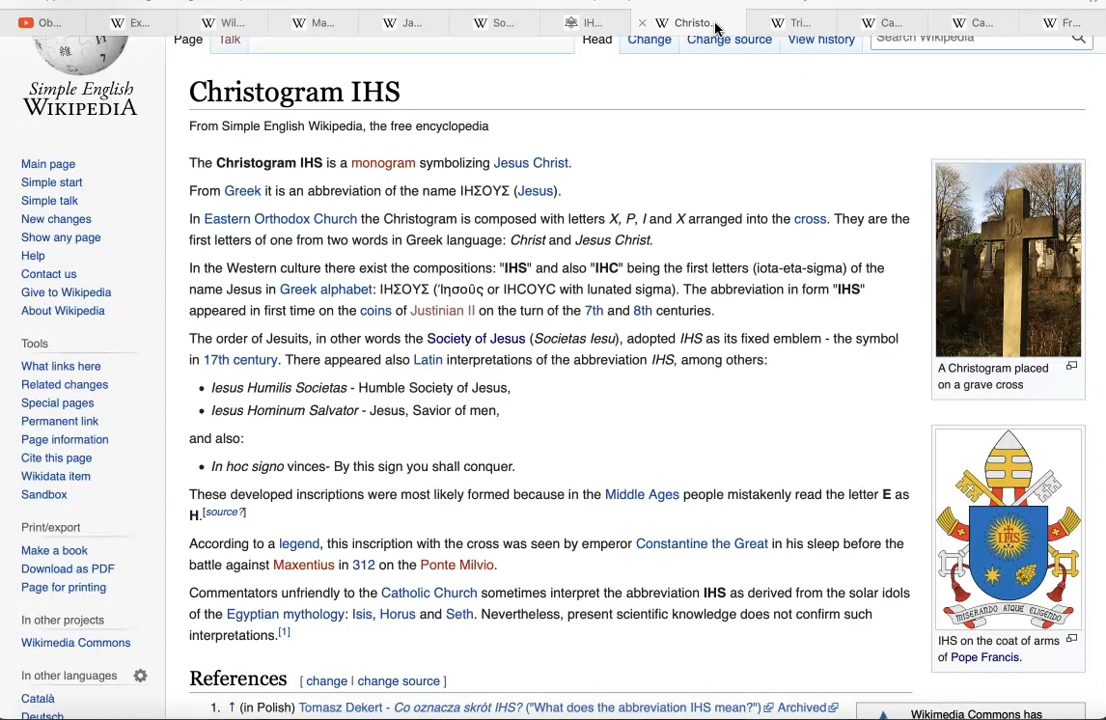 Ob...
Ex...
Wil...
Ma...
Ja...
So...
IH...
Christo...
Tri...
Ca...
Ca...
Fr...
Page
Talk
Read
Change
Change source
View history
Search Wikipedia
Simple English
WIKIPEDIA
Main page
Simple start
Simple talk
New changes
Show any page
Help
Contact us
Give to Wikipedia
About Wikipedia
Tools
What links here
Related changes
Special pages
Permanent link
Page information
Cite this page
Wikidata item
Sandbox
Print/export
Make a book
Download as PDF
Page for printing
In other projects
Wikimedia Commons
In other languages
Català
Deutsch
Christogram IHS
From Simple English Wikipedia, the free encyclopedia
The Christogram IHS is a monogram symbolizing Jesus Christ.
From Greek it is an abbreviation of the name ΙΗΣΟΥΣ (Jesus).
In Eastern Orthodox Church the Christogram is composed with letters X, P, I and X arranged into the cross. They are the
first letters of one from two words in Greek language: Christ and Jesus Christ.
In the Western culture there exist the compositions: "IHS" and also "IHC" being the first letters (iota-eta-sigma) of the
name Jesus in Greek alphabet: ΙΗΣΟΥΣ (Ἰησοῦς or IHCOYC with lunated sigma). The abbreviation in form "IHS"
appeared in first time on the coins of Justinian II on the turn of the 7th and 8th centuries.
The order of Jesuits, in other words the Society of Jesus (Societas Iesu), adopted IHS as its fixed emblem - the symbol
in 17th century. There appeared also Latin interpretations of the abbreviation IHS, among others:
• Iesus Humilis Societas - Humble Society of Jesus,
• Iesus Hominum Salvator - Jesus, Savior of men,
and also:
• In hoc signo vinces- By this sign you shall conquer.
These developed inscriptions were most likely formed because in the Middle Ages people mistakenly read the letter E as
H.[source?]
According to a legend, this inscription with the cross was seen by emperor Constantine the Great in his sleep before the
battle against Maxentius in 312 on the Ponte Milvio.
Commentators unfriendly to the Catholic Church sometimes interpret the abbreviation IHS as derived from the solar idols
of the Egyptian mythology: Isis, Horus and Seth. Nevertheless, present scientific knowledge does not confirm such
interpretations.[1]
References [ change | change source ]
1. ↑ (in Polish) Tomasz Dekert - Co oznacza skrót IHS? ("What does the abbreviation IHS mean?") Archived
IHS
A Christogram placed
on a grave cross
IHS
MISERANDO ATQUE ELIGENDO
IHS on the coat of arms
of Pope Francis.
Wikimedia Commons has